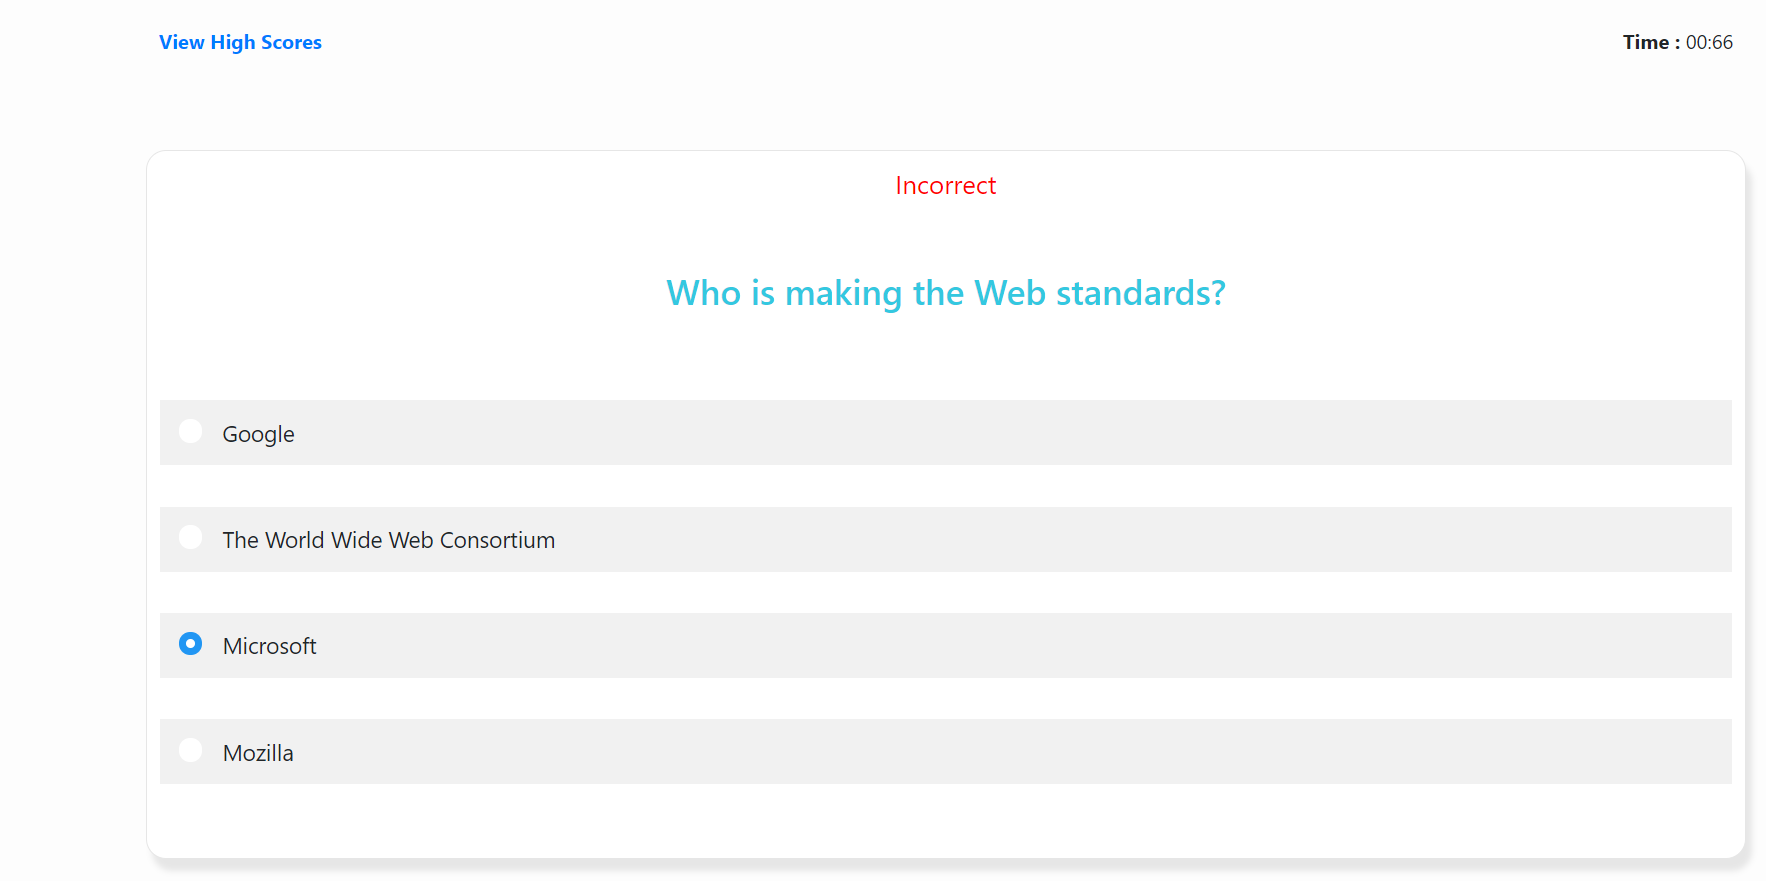 View High Scores
Time : 00:66
Incorrect
Who is making the Web standards?
Google
The World Wide Web Consortium
Microsoft
Mozilla